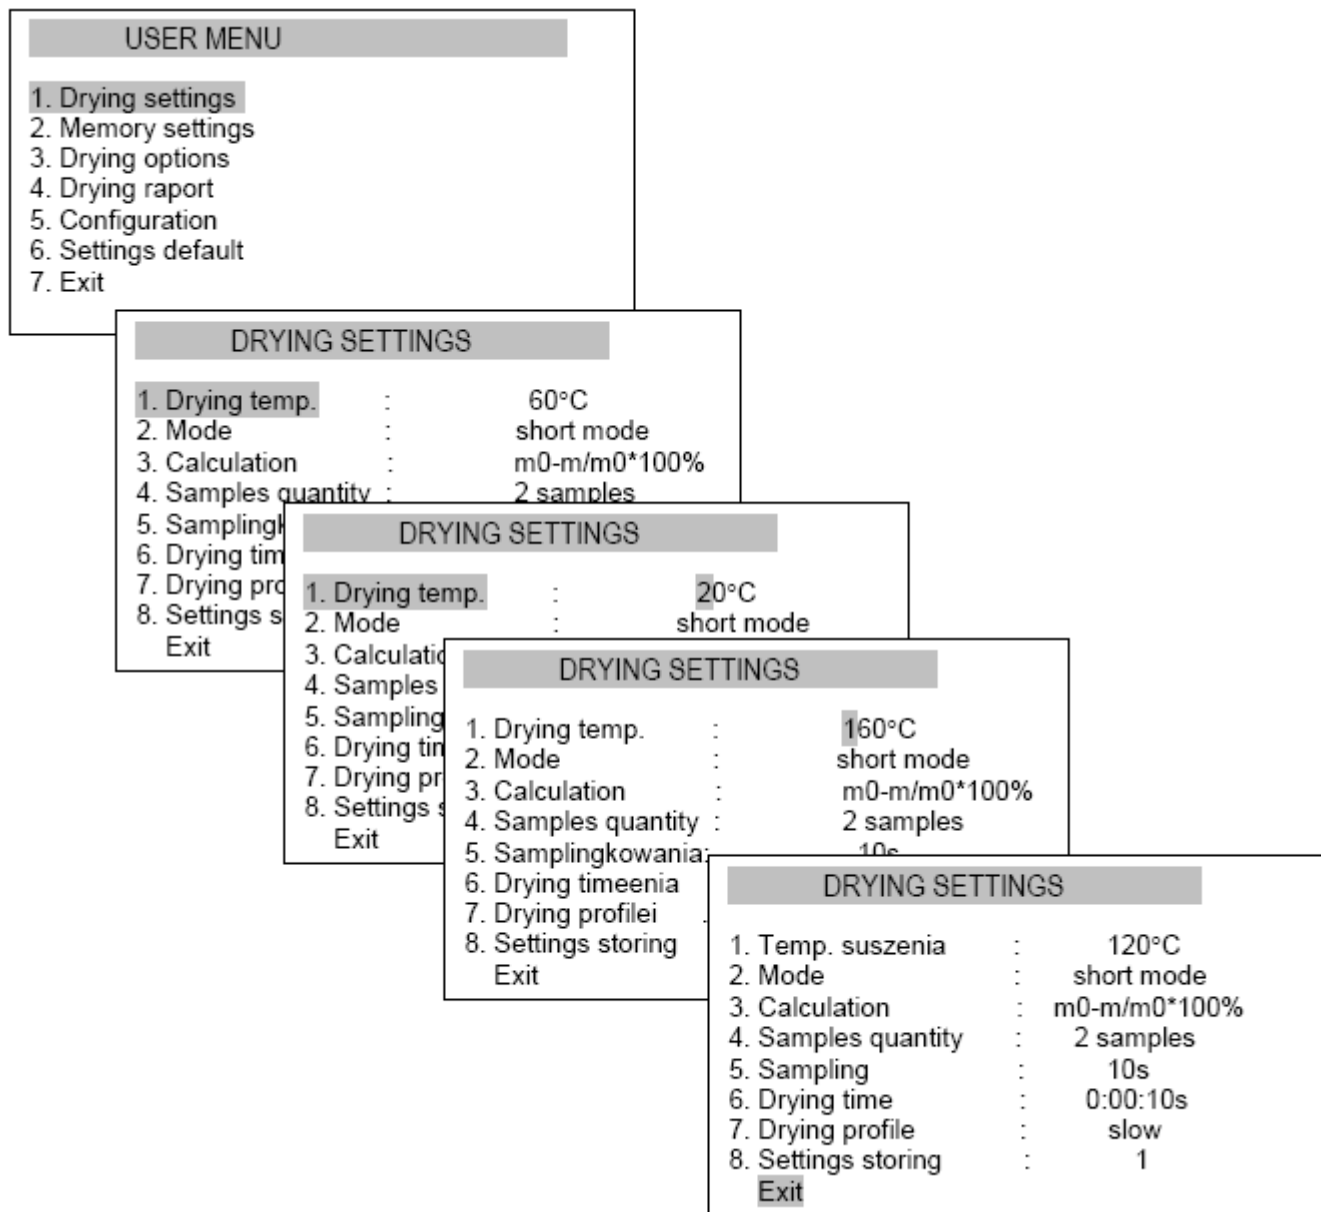 USER MENU
1. Drying settings
2. Memory settings
3. Drying options
4. Drying raport
5. Configuration
6. Settings default
7. Exit
DRYING SETTINGS
1. Drying temp. : 60°C
2. Mode : short mode
3. Calculation : m0-m/m0*100%
4. Samples quantity : 2 samples
5. Sampling
6. Drying tim
7. Drying pro
8. Settings s
Exit
DRYING SETTINGS
1. Drying temp. : 20°C
2. Mode : short mode
3. Calculatio
4. Samples
5. Sampling
6. Drying tin
7. Drying pr
8. Settings s
Exit
DRYING SETTINGS
1. Drying temp. : 160°C
2. Mode : short mode
3. Calculation : m0-m/m0*100%
4. Samples quantity : 2 samples
5. Samplingkowania: 10s
6. Drying timeenia
7. Drying profilei .
8. Settings storing
Exit
DRYING SETTINGS
1. Temp. suszenia : 120°C
2. Mode : short mode
3. Calculation : m0-m/m0*100%
4. Samples quantity : 2 samples
5. Sampling : 10s
6. Drying time : 0:00:10s
7. Drying profile : slow
8. Settings storing : 1
Exit